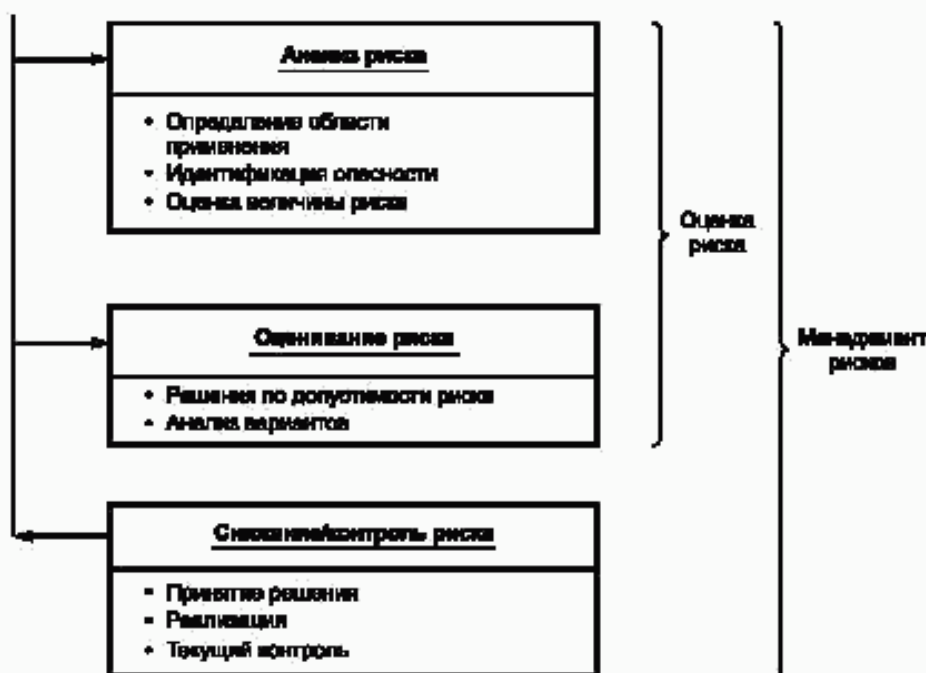 Анализ риска
• Определение области
применения
• Идентификация опасности
• Оценка величины риска
Оценивание риска
• Решения по допустимости риска
• Анализ вариантов
Снижение/контроль риска
• Принятие решения
• Реализация
• Текущий контроль
Оценка
риска
Менеджмент
рисков